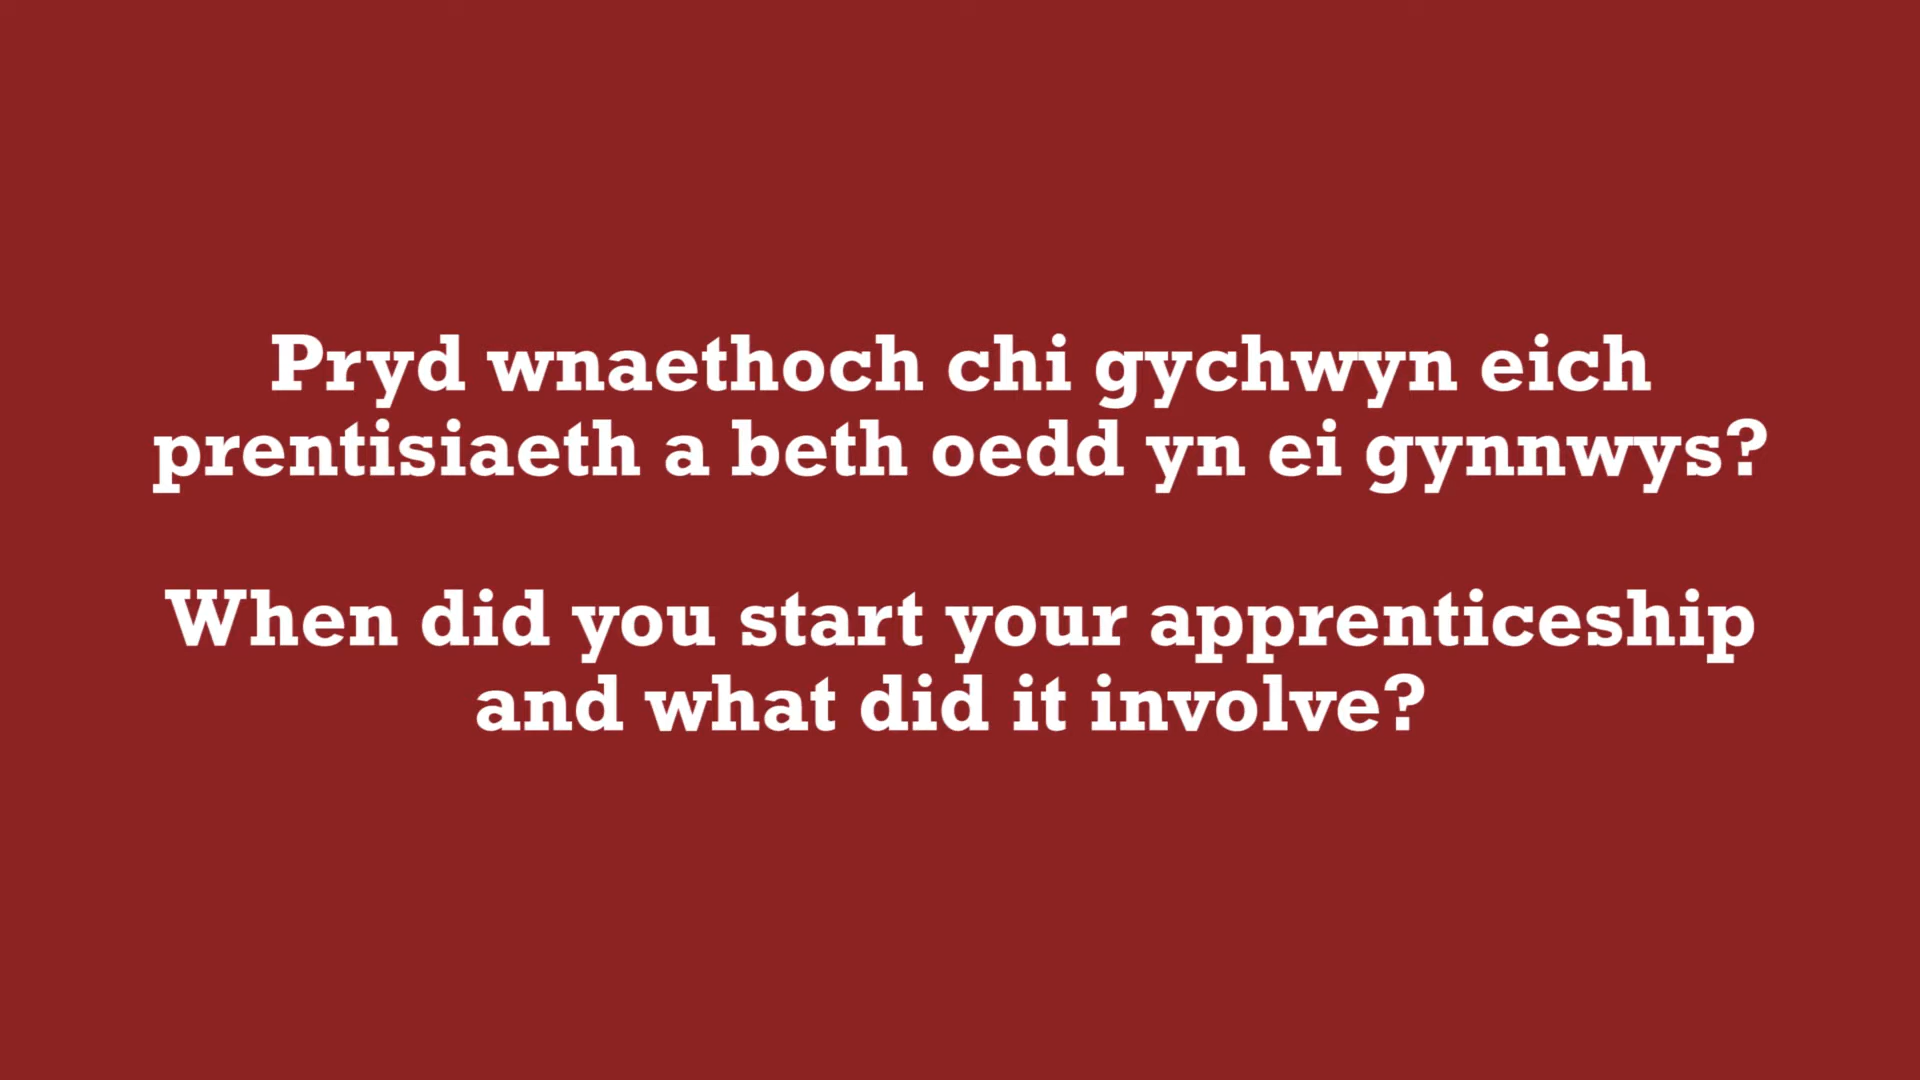 Pryd wnaethoch chi gychwyn eich
prentisiaeth a beth oedd yn ei gynnwys?
When did you start your apprenticeship
and what did it involve?